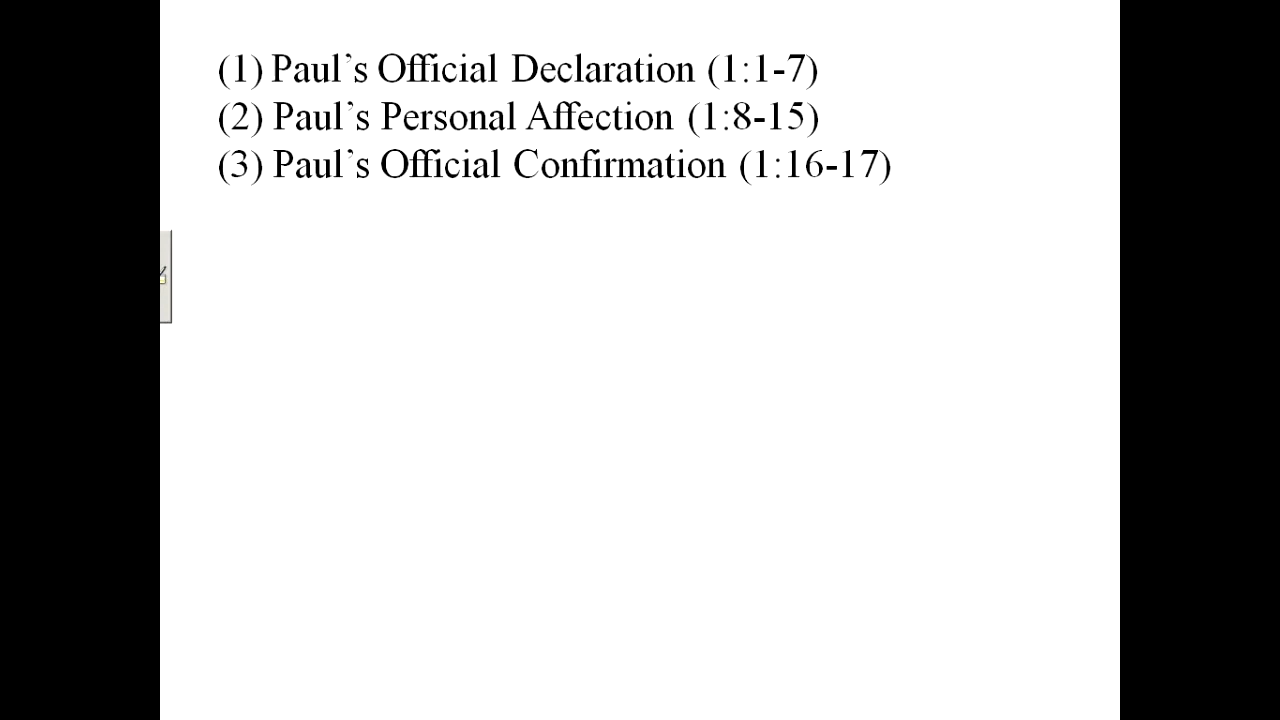 (1) Paul's Official Declaration (1:1-7)
(2) Paul's Personal Affection (1:8-15)
(3) Paul's Official Confirmation (1:16-17)